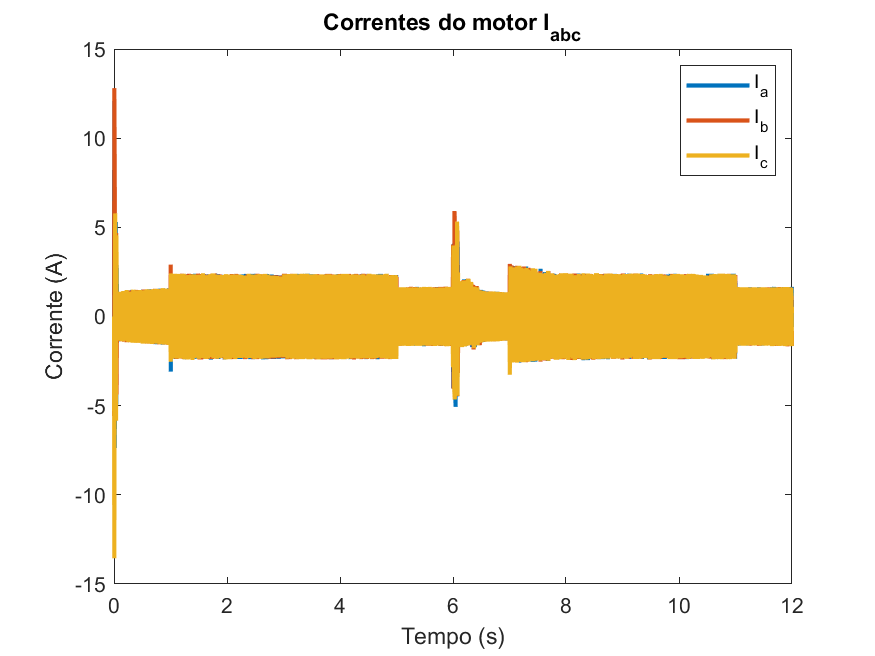 Correntes do motor I_abc
15
10
5
0
-5
-10
-15
Corrente (A)
I_a
I_b
I_c
0 2 4 6 8 10 12
Tempo (s)